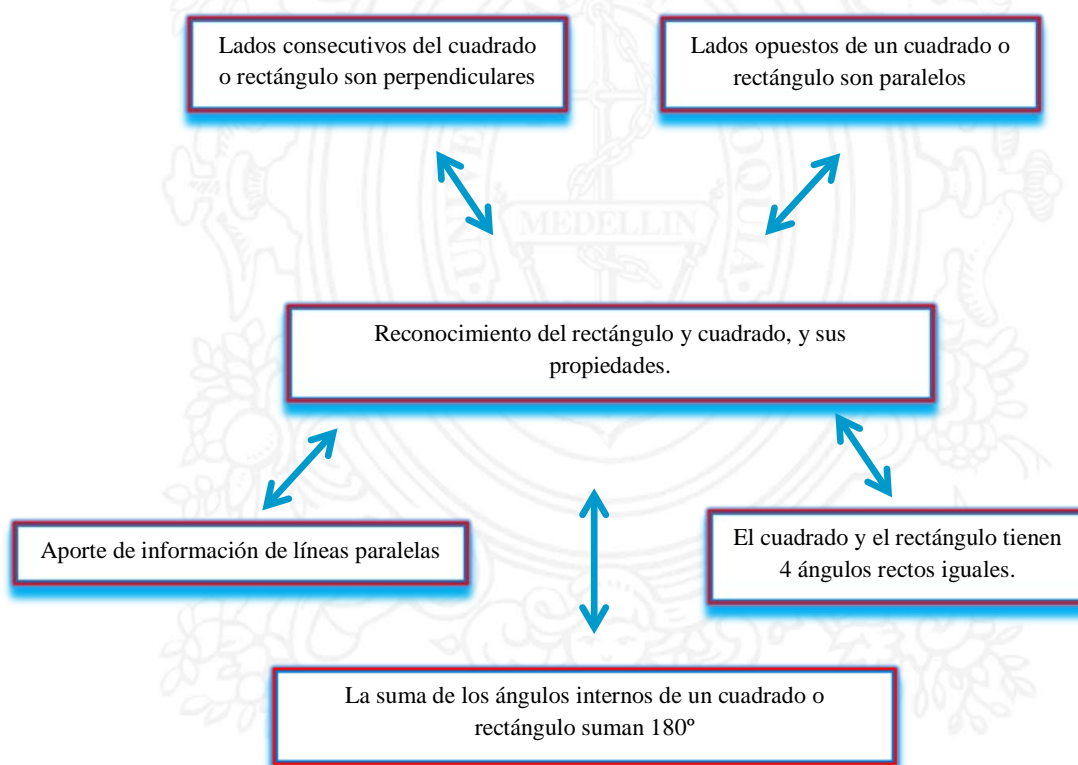 Lados consecutivos del cuadrado
o rectángulo son perpendiculares
Lados opuestos de un cuadrado o
rectángulo son paralelos
MEDELLIN
Reconocimiento del rectángulo y cuadrado, y sus
propiedades.
Aporte de información de líneas paralelas
El cuadrado y el rectángulo tienen
4 ángulos rectos iguales.
La suma de los ángulos internos de un cuadrado o
rectángulo suman 180º